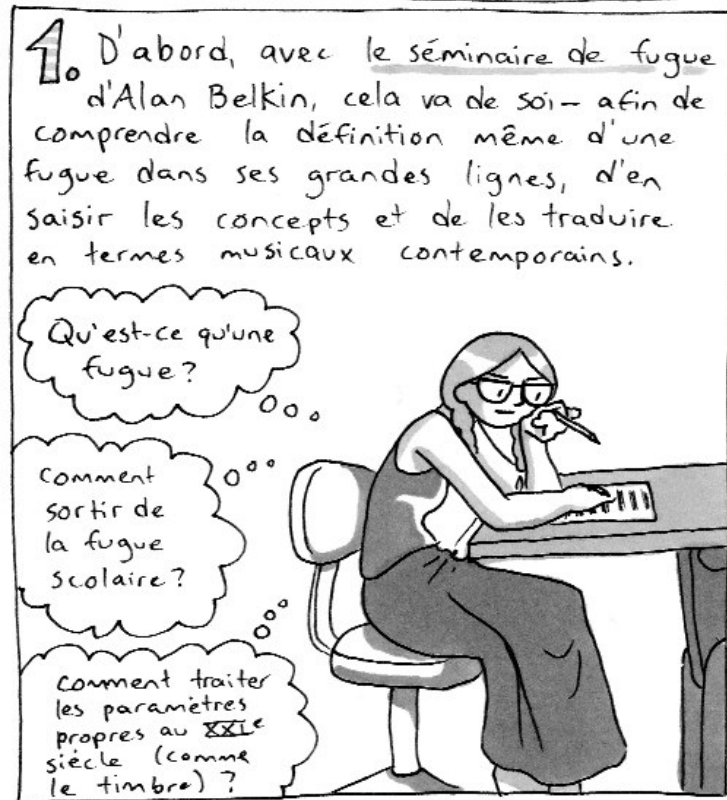 1. D'abord, avec le séminaire de fugue
d'Alan Belkin, cela va de soi – afin de
comprendre la définition même d'une
fugue dans ses grandes lignes, d'en
saisir les concepts et de les traduire
en termes musicaux contemporains.
Qu'est-ce qu'une
fugue?
Comment
sortir de
la fugue
scolaire?
Comment traiter
les paramètres
propres au XXIe
siècle (comme
le timbre)?